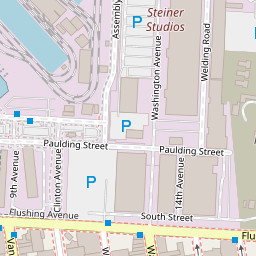 Steiner
Studios
Assembly
Washington Avenue
Welding Road
P
P
Paulding Street
Paulding Street
9th Avenue
Clinton Avenue
P
14th Avenue
Flushing Avenue
South Street